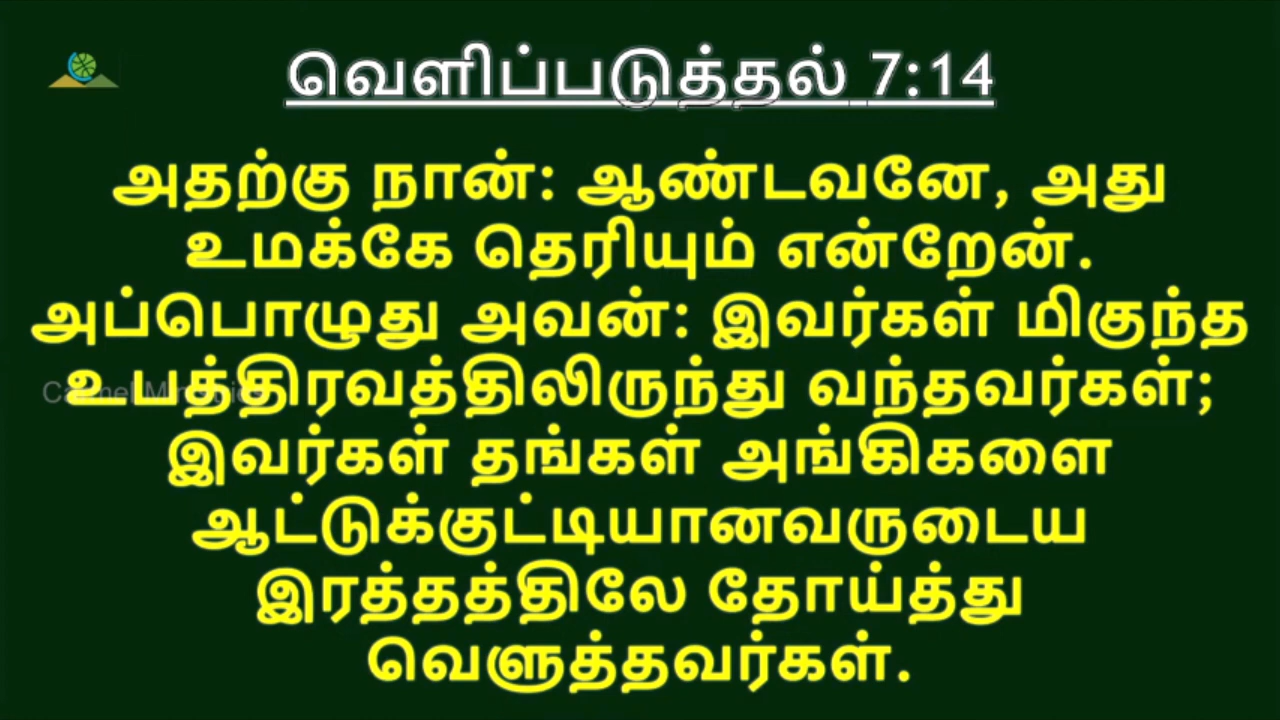 வெளிப்படுத்தல் 7:14
அதற்கு நான்: ஆண்டவனே, அது
உமக்கே தெரியும் என்றேன்.
அப்பொழுது அவன்: இவர்கள் மிகுந்த
உபத்திரவத்திலிருந்து வந்தவர்கள்;
இவர்கள் தங்கள் அங்கிகளை
ஆட்டுக்குட்டியானவருடைய
இரத்தத்திலே தோய்த்து
வெளுத்தவர்கள்.